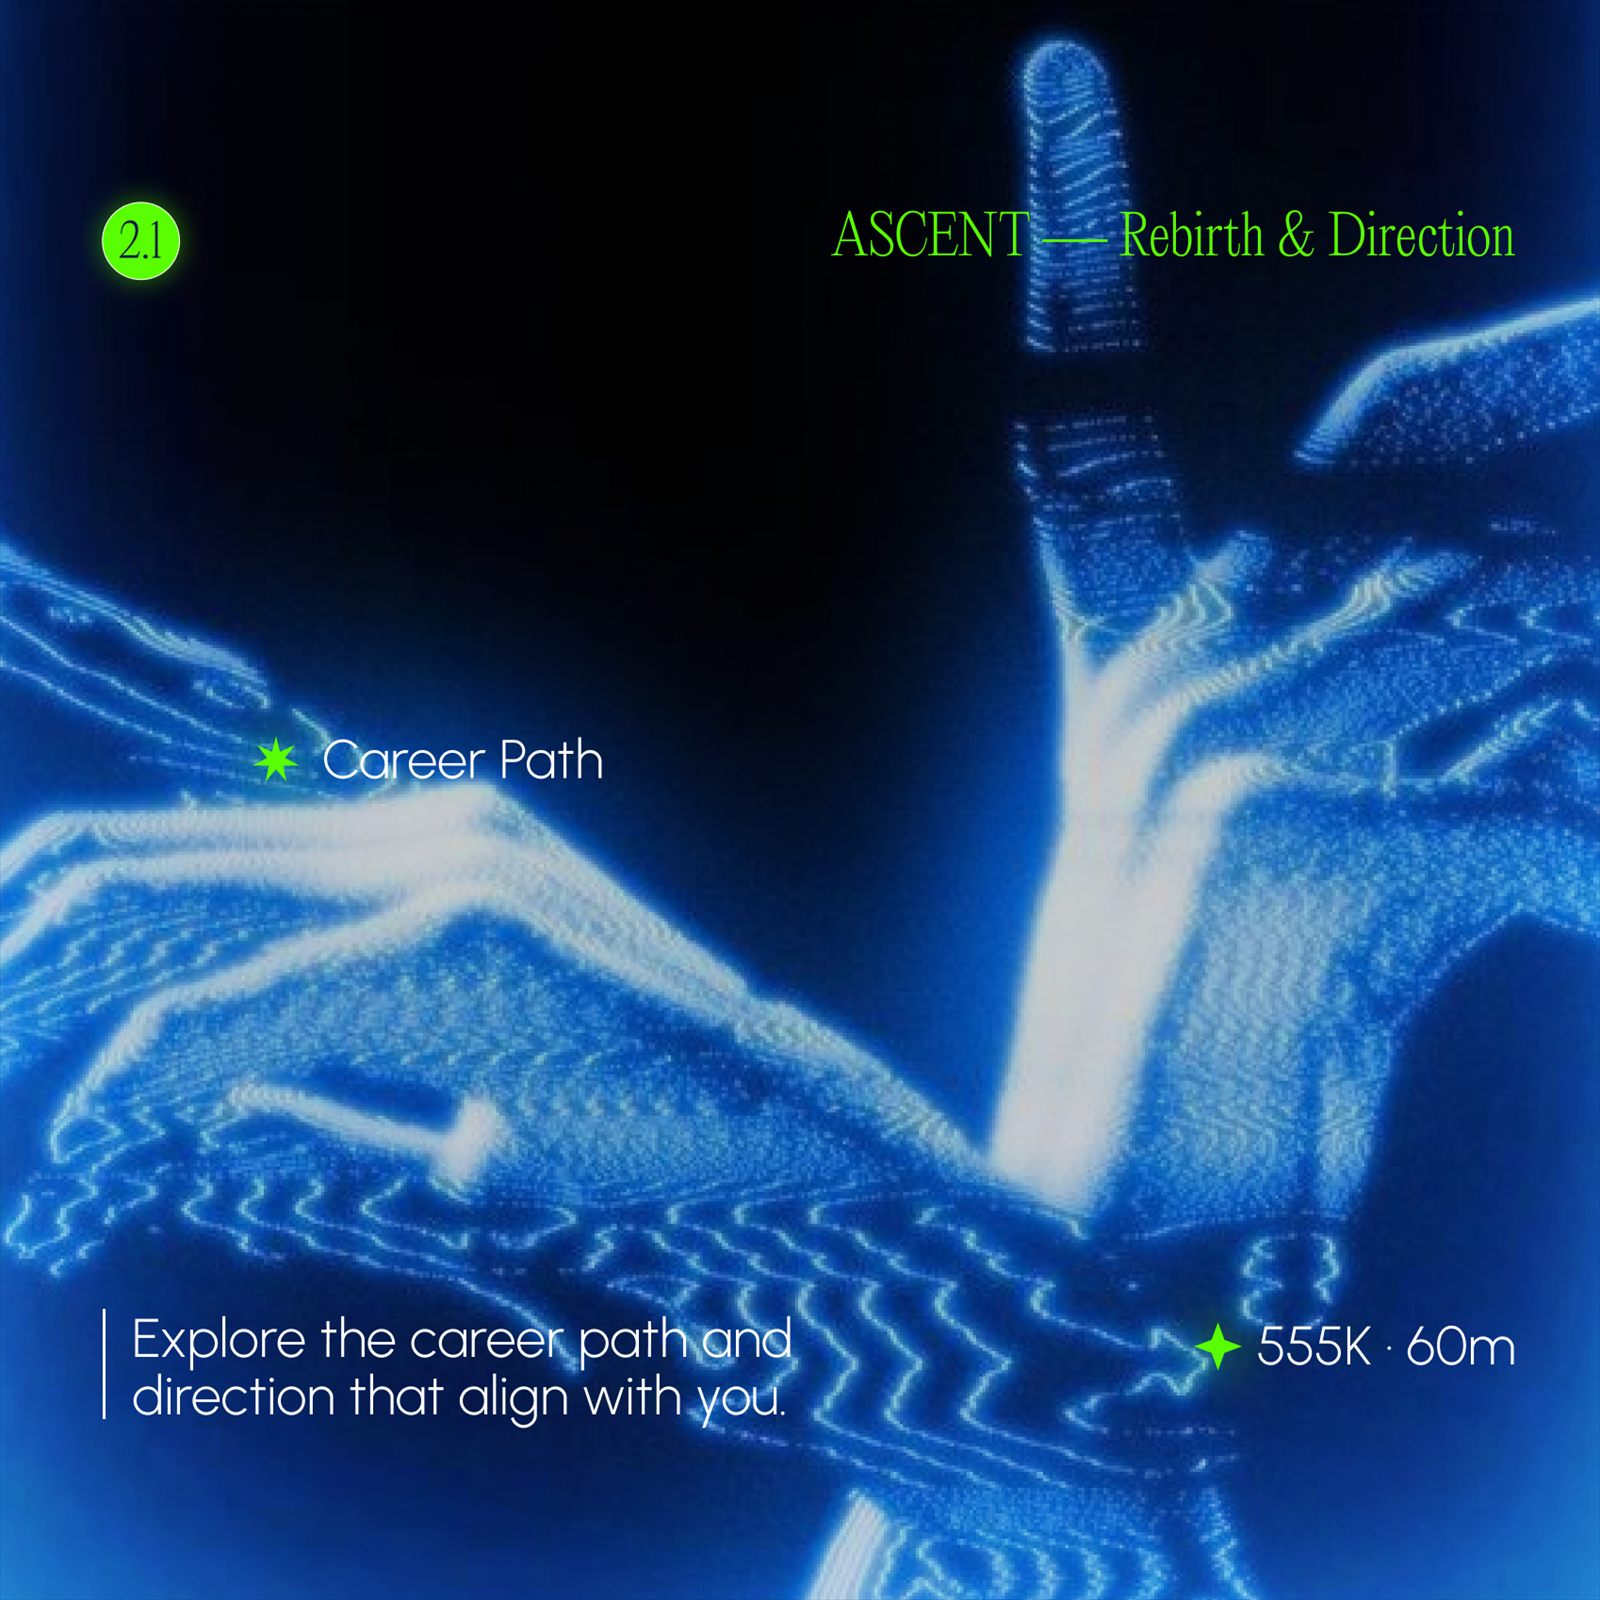 2.1
ASCENT — Rebirth & Direction
Career Path
Explore the career path and
direction that align with you.
555K · 60m